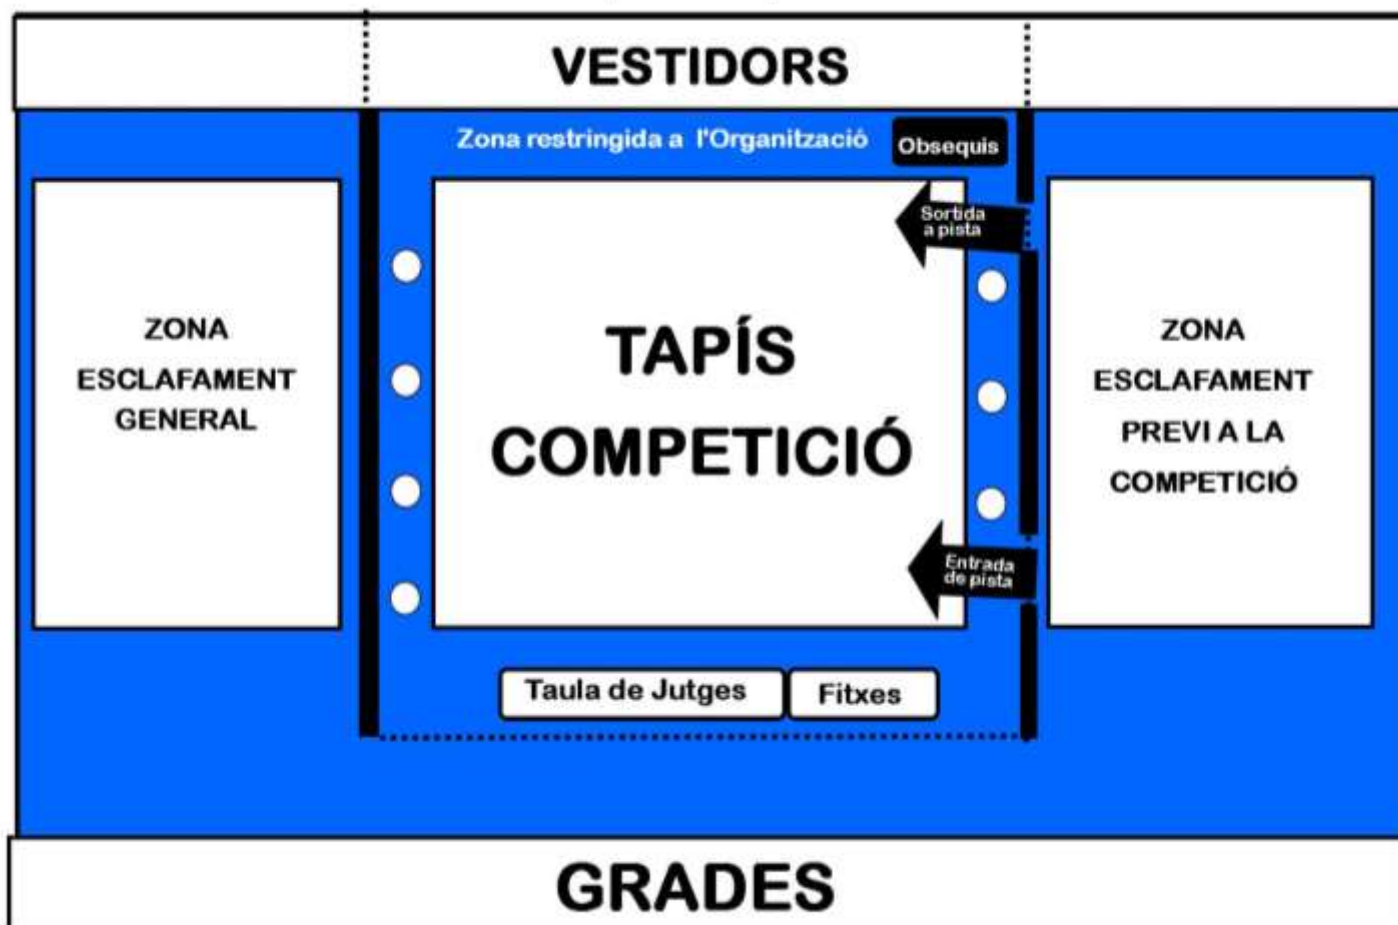 VESTIDORS
Zona restringida a l'Organització
Obsequis
Sortida
a pista
ZONA
ESCLAFAMENT
GENERAL
TAPÍS
COMPETICIÓ
ZONA
ESCLAFAMENT
PREVI A LA
COMPETICIÓ
Entrada
de pista
Taula de Jutges
Fitxes
GRADES